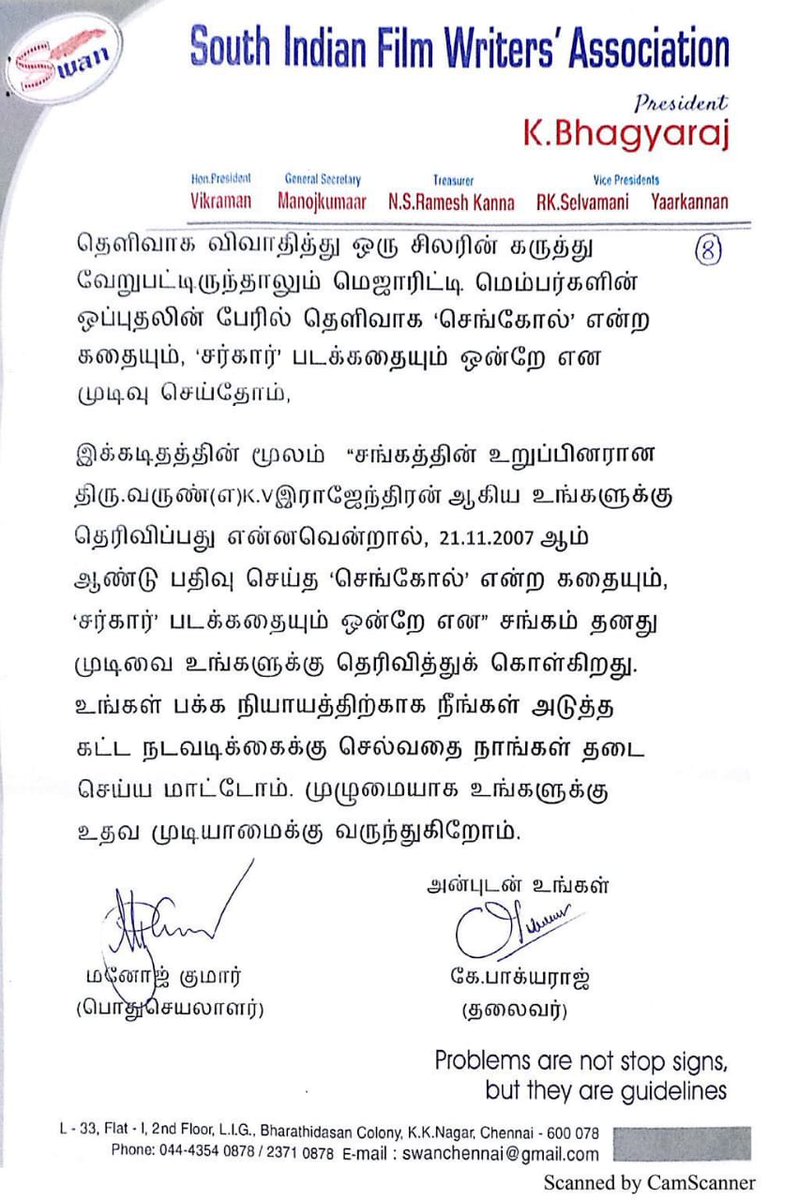 Swan
South Indian Film Writers' Association
President
K.Bhagyaraj
Hon.President General Secretary Treasurer Vice Presidents
Vikraman Manojkumaar N.S.Ramesh Kanna RK.Selvamani Yaarkannan
8
தெளிவாக விவாதித்து ஒரு சிலரின் கருத்து
வேறுபட்டிருந்தாலும் மெஜாரிட்டி மெம்பர்களின்
ஒப்புதலின் பேரில் தெளிவாக 'செங்கோல்' என்ற
கதையும், 'சர்கார்' படக்கதையும் ஒன்றே என
முடிவு செய்தோம்,
இக்கடிதத்தின் மூலம் "சங்கத்தின் உறுப்பினரான
திரு.வருண்(எ)K.Vஇராஜேந்திரன் ஆகிய உங்களுக்கு
தெரிவிப்பது என்னவென்றால், 21.11.2007 ஆம்
ஆண்டு பதிவு செய்த 'செங்கோல்' என்ற கதையும்,
'சர்கார்' படக்கதையும் ஒன்றே என" சங்கம் தனது
முடிவை உங்களுக்கு தெரிவித்துக் கொள்கிறது.
உங்கள் பக்க நியாயத்திற்காக நீங்கள் அடுத்த
கட்ட நடவடிக்கைக்கு செல்வதை நாங்கள் தடை
செய்ய மாட்டோம். முழுமையாக உங்களுக்கு
உதவ முடியாமைக்கு வருந்துகிறோம்.
அன்புடன் உங்கள்
மனோஜ் குமார் கே.பாக்யராஜ்
(பொதுசெயலாளர்) (தலைவர்)
Problems are not stop signs,
but they are guidelines
L - 33, Flat - I, 2nd Floor, L.I.G., Bharathidasan Colony, K.K.Nagar, Chennai - 600 078
Phone: 044-4354 0878 / 2371 0878 E-mail : swanchennai@gmail.com
Scanned by CamScanner